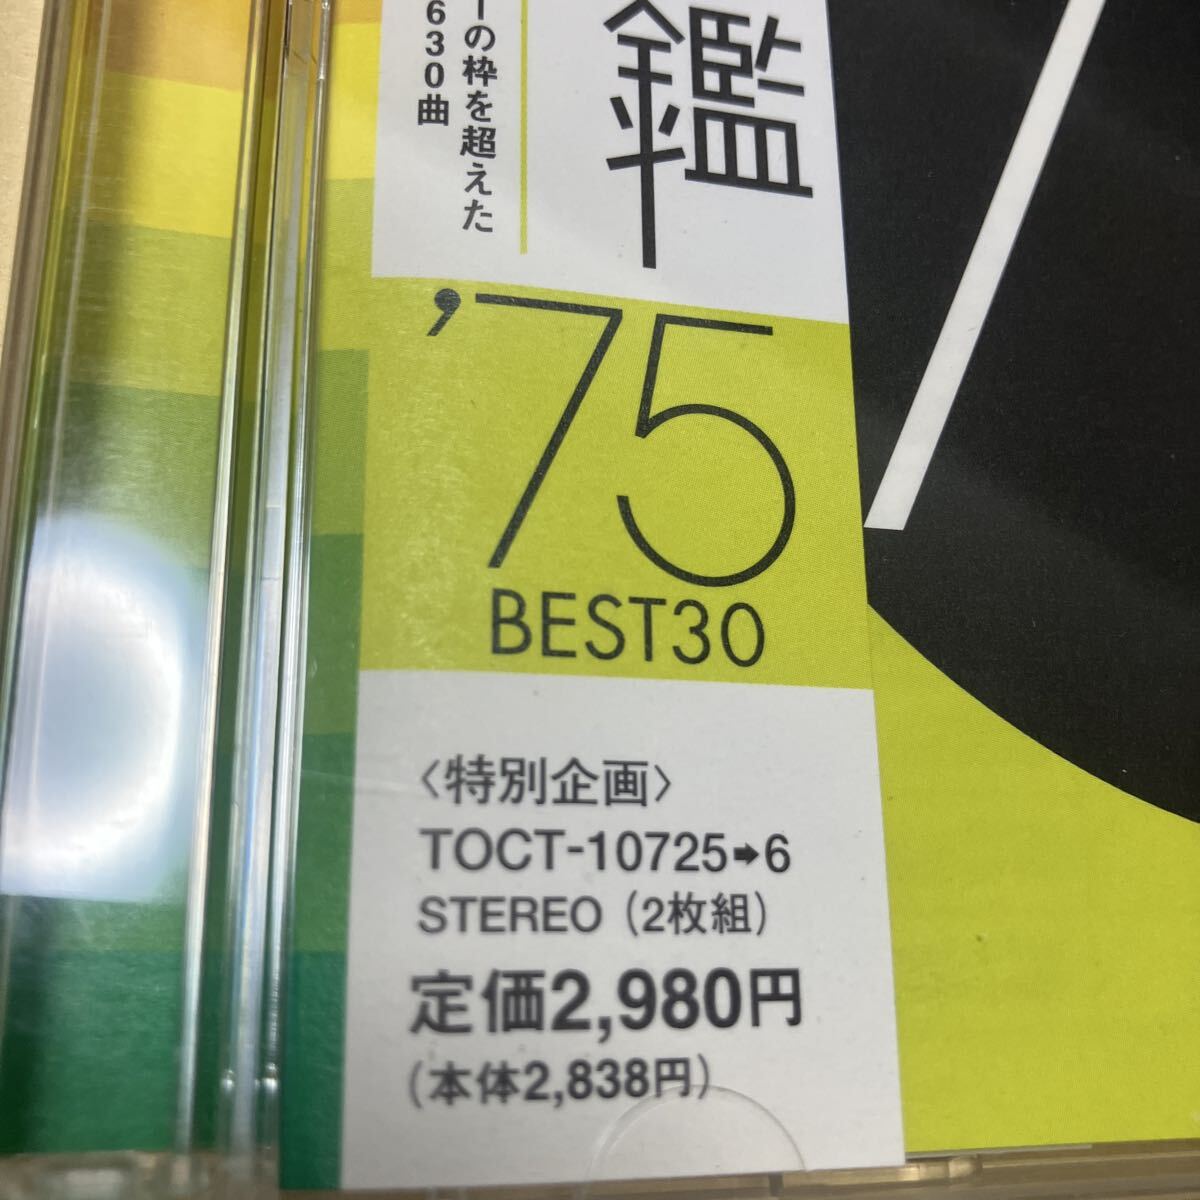 鑑
ーの枠を超えた
630曲
'75
BEST30
〈特別企画〉
TOCT-10725➡6
STEREO (2枚組)
定価2,980円
(本体2,838円)